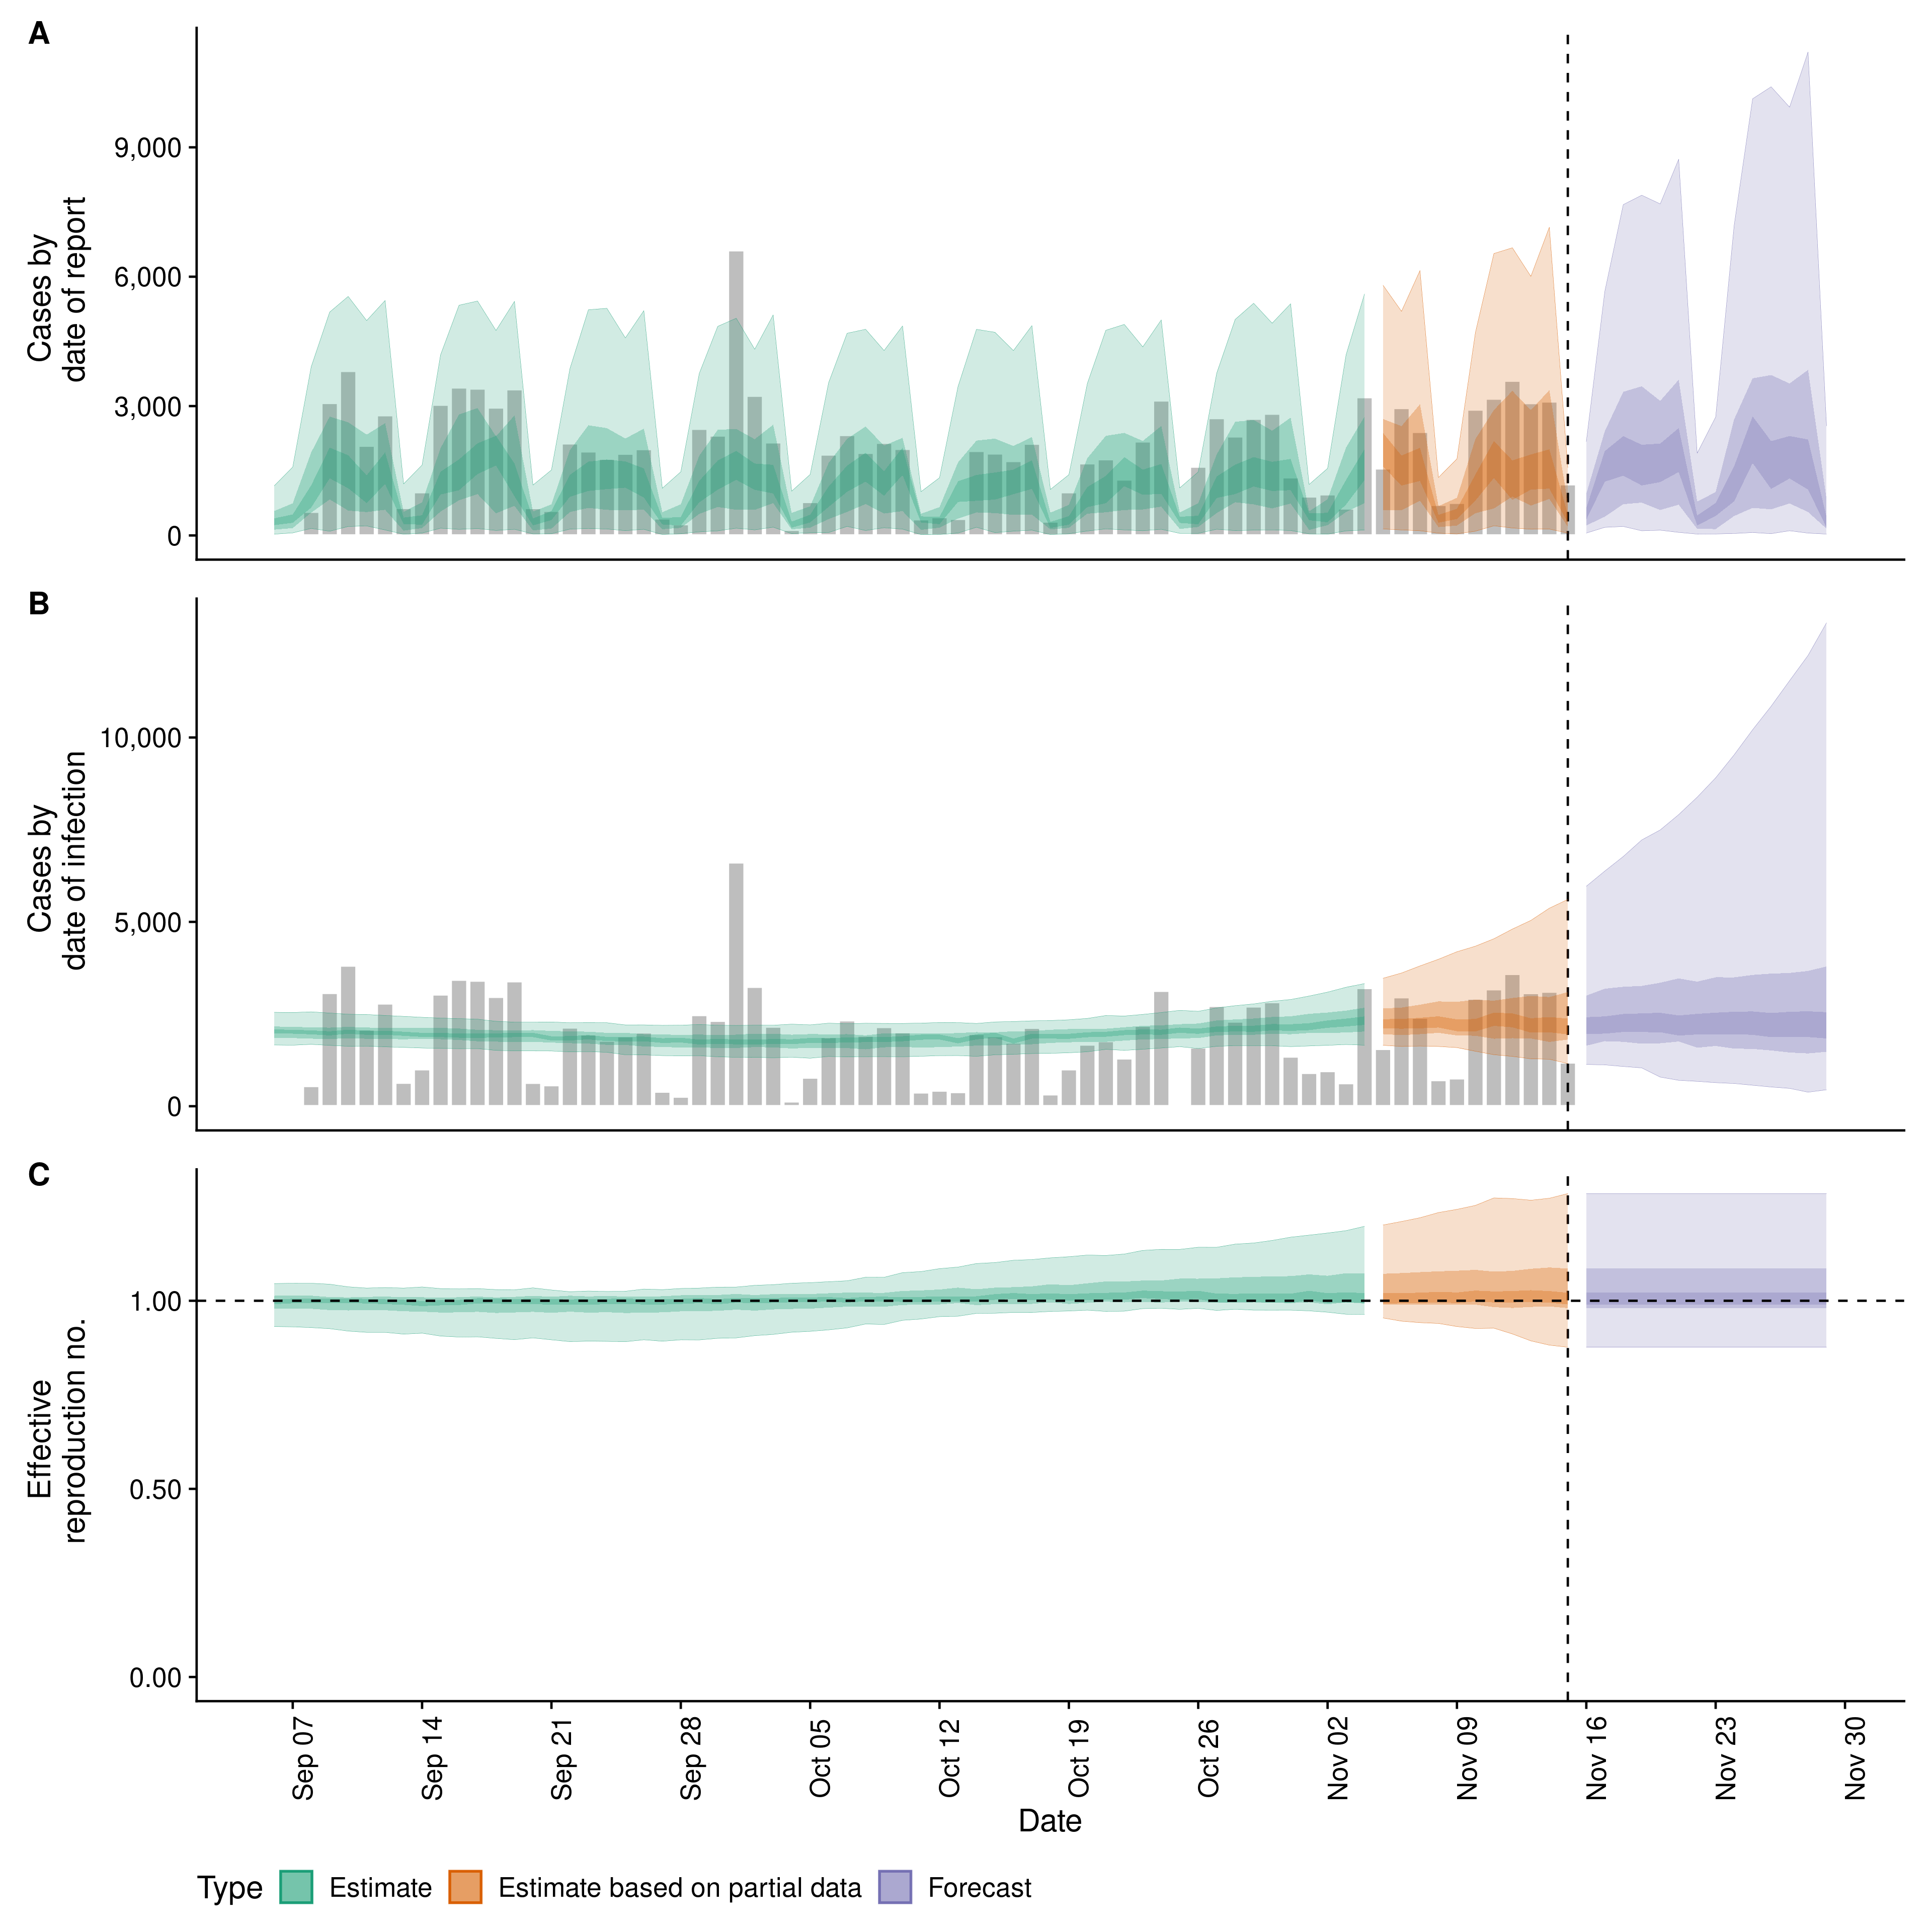 A
Cases by
date of report
9,000
6,000
3,000
0
B
Cases by
date of infection
10,000
5,000
0
C
Effective
reproduction no.
1.00
0.50
0.00
Sep 07
Sep 14
Sep 21
Sep 28
Oct 05
Oct 12
Oct 19
Oct 26
Nov 02
Nov 09
Nov 16
Nov 23
Nov 30
Date
Type Estimate Estimate based on partial data Forecast